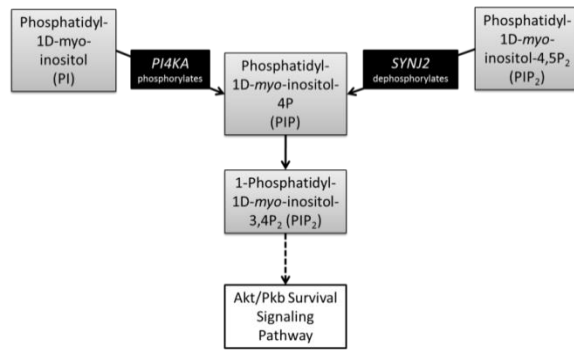 Phosphatidyl-
1D-myo-
inositol
(PI)
PI4KA
phosphorylates
Phosphatidyl-
1D-myo-inositol-
4P
(PIP)
SYNJ2
dephosphorylates
Phosphatidyl-
1D-myo-
inositol-4,5P₂
(PIP₂)
1-Phosphatidyl-
1D-myo-inositol-
3,4P₂ (PIP₂)
Akt/Pkb Survival
Signaling
Pathway